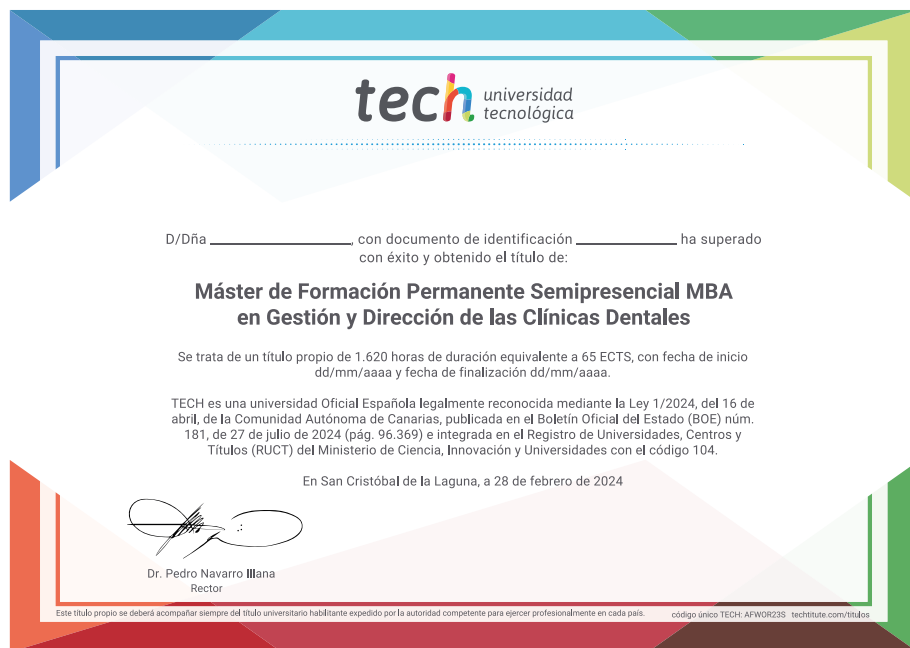 tech universidad
tecnológica
D/Dña ____________, con documento de identificación ____________ ha superado
con éxito y obtenido el título de:
Máster de Formación Permanente Semipresencial MBA
en Gestión y Dirección de las Clínicas Dentales
Se trata de un título propio de 1.620 horas de duración equivalente a 65 ECTS, con fecha de inicio
dd/mm/aaaa y fecha de finalización dd/mm/aaaa.
TECH es una universidad Oficial Española legalmente reconocida mediante la Ley 1/2024, del 16 de
abril, de la Comunidad Autónoma de Canarias, publicada en el Boletín Oficial del Estado (BOE) núm.
181, de 27 de julio de 2024 (pág. 96.369) e integrada en el Registro de Universidades, Centros y
Títulos (RUCT) del Ministerio de Ciencia, Innovación y Universidades con el código 104.
En San Cristóbal de la Laguna, a 28 de febrero de 2024
Dr. Pedro Navarro Illana
Rector
Este título propio se deberá acompañar siempre del título universitario habilitante expedido por la autoridad competente para ejercer profesionalmente en cada país.
código único TECH: AFWOR23S techtitute.com/titulos